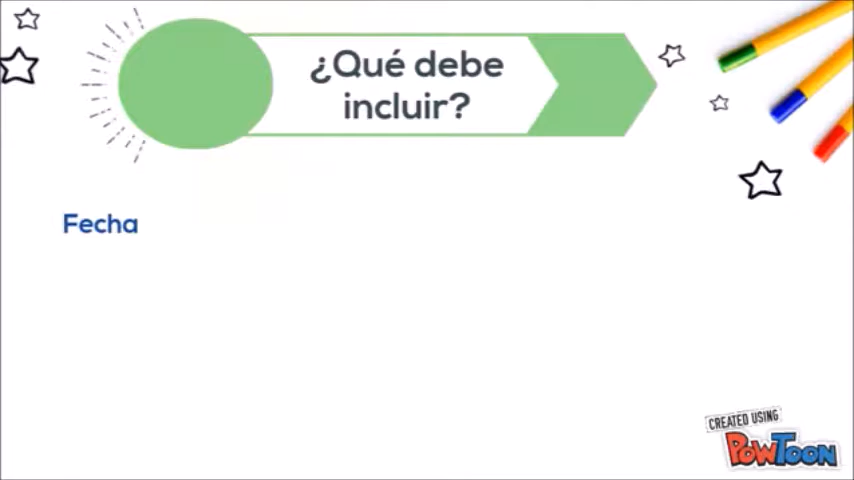 ¿Qué debe
incluir?
Fecha
CREATED USING
POWTOON